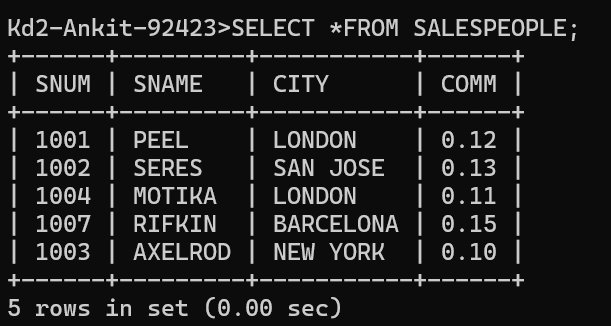 Kd2-Ankit-92423>SELECT *FROM SALESPEOPLE;
+------+---------+-----------+------+
| SNUM | SNAME   | CITY      | COMM |
+------+---------+-----------+------+
| 1001 | PEEL    | LONDON    | 0.12 |
| 1002 | SERES   | SAN JOSE  | 0.13 |
| 1004 | MOTIKA  | LONDON    | 0.11 |
| 1007 | RIFKIN  | BARCELONA | 0.15 |
| 1003 | AXELROD | NEW YORK  | 0.10 |
+------+---------+-----------+------+
5 rows in set (0.00 sec)